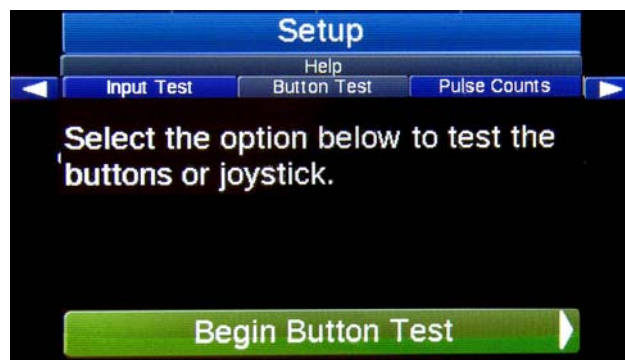 Setup
Help
Input Test Button Test Pulse Counts
Select the option below to test the
buttons or joystick.
Begin Button Test